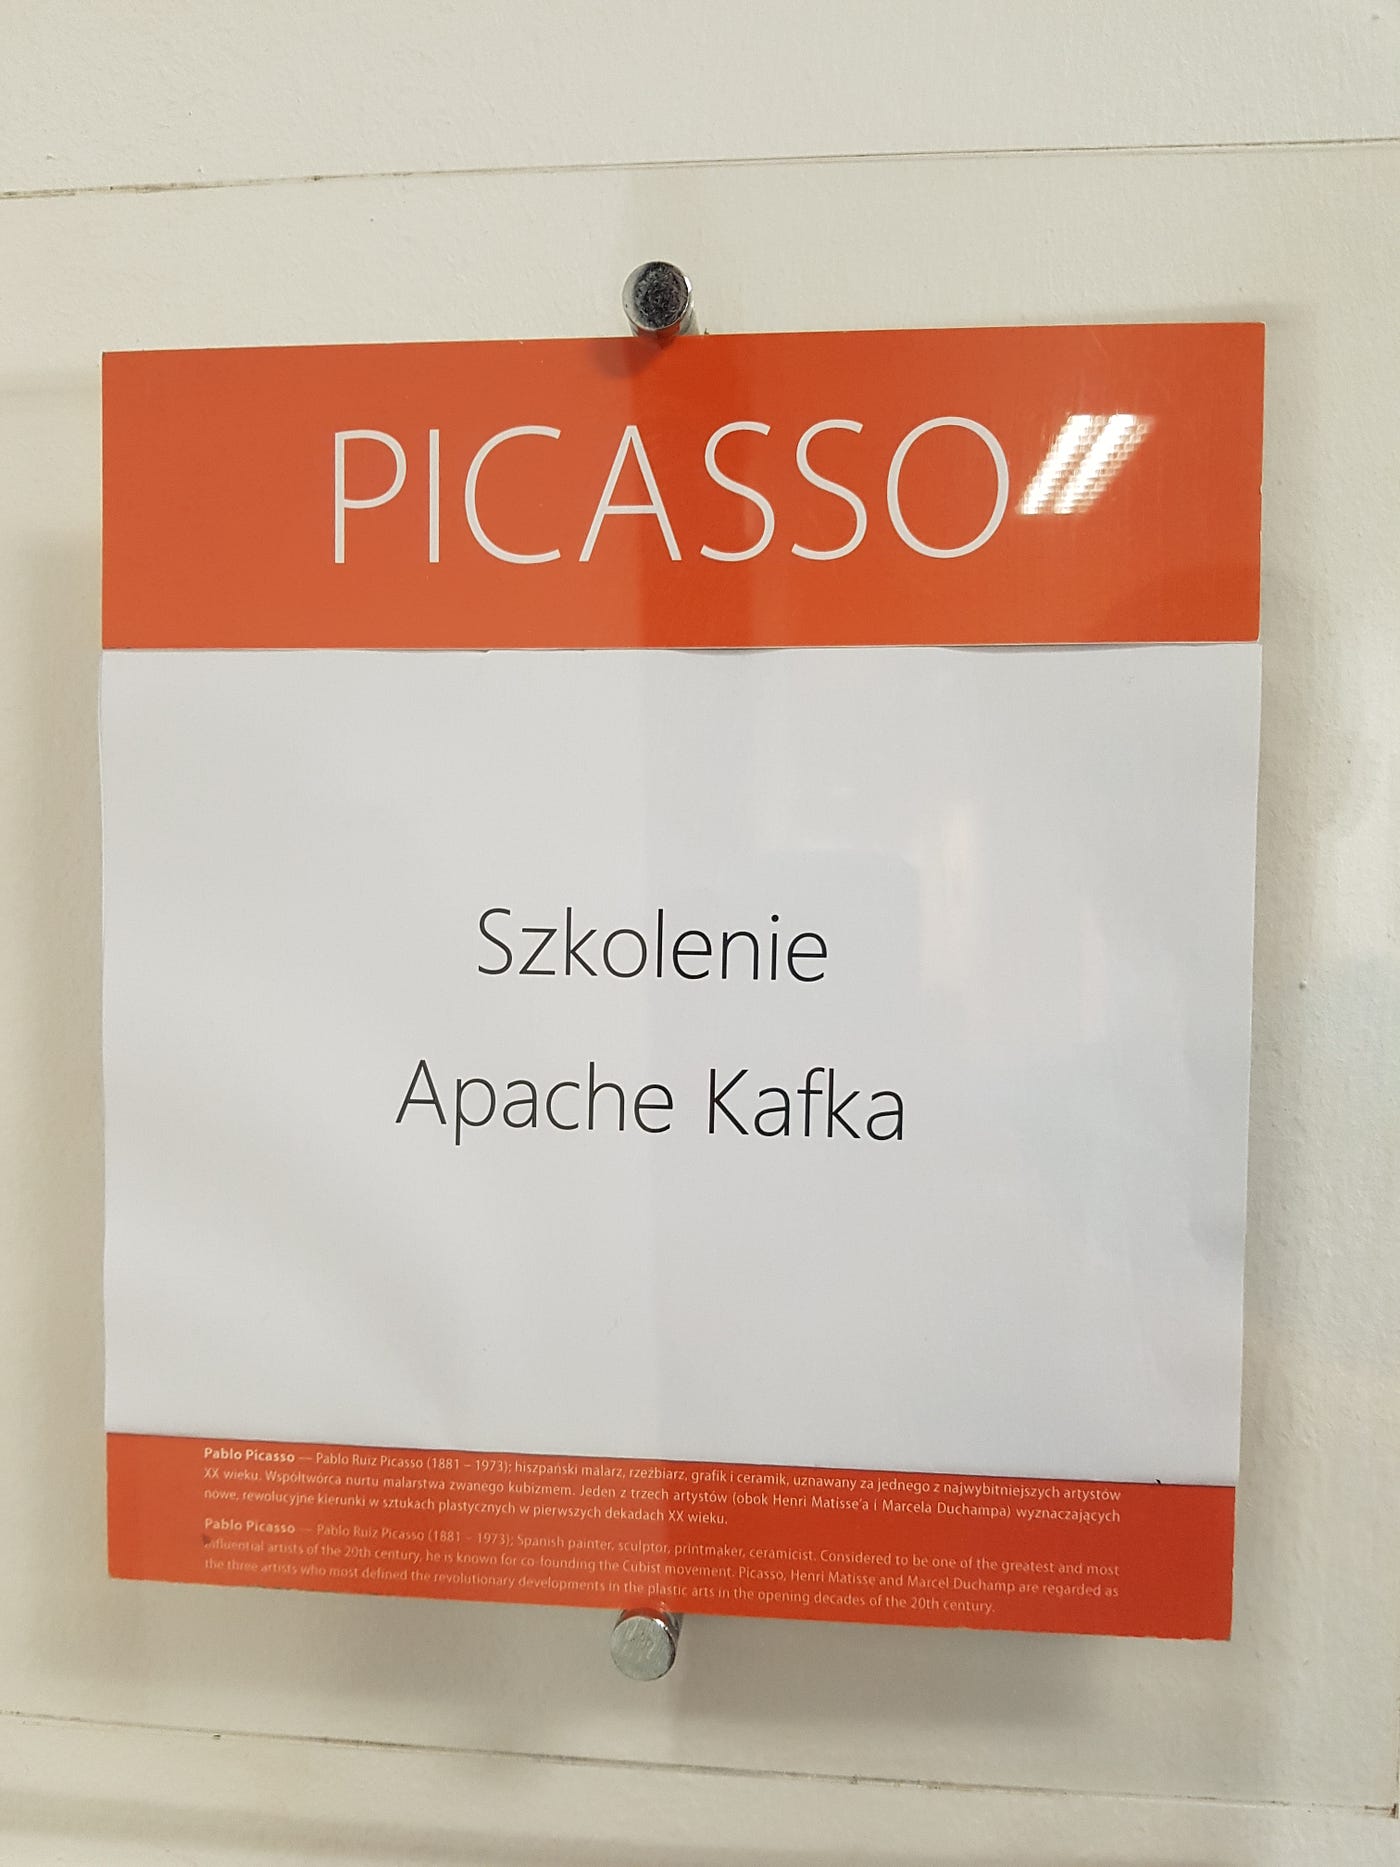 PICASSO
Szkolenie
Apache Kafka
Pablo Picasso — Pablo Ruiz Picasso (1881 – 1973); hiszpański malarz, rzeźbiarz, grafik i ceramik, uznawany za jednego z najwybitniejszych artystów
XX wieku. Współtwórca nurtu malarstwa zwanego kubizmem. Jeden z trzech artystów (obok Henri Matisse'a i Marcela Duchampa) wyznaczających
nowe, rewolucyjne kierunki w sztukach plastycznych w pierwszych dekadach XX wieku.
Pablo Picasso — Pablo Ruiz Picasso (1881 – 1973); Spanish painter, sculptor, printmaker, ceramicist. Considered to be one of the greatest and most
influential artists of the 20th century, he is known for co-founding the Cubist movement. Picasso, Henri Matisse and Marcel Duchamp are regarded as
the three artists who most defined the revolutionary developments in the plastic arts in the opening decades of the 20th century.